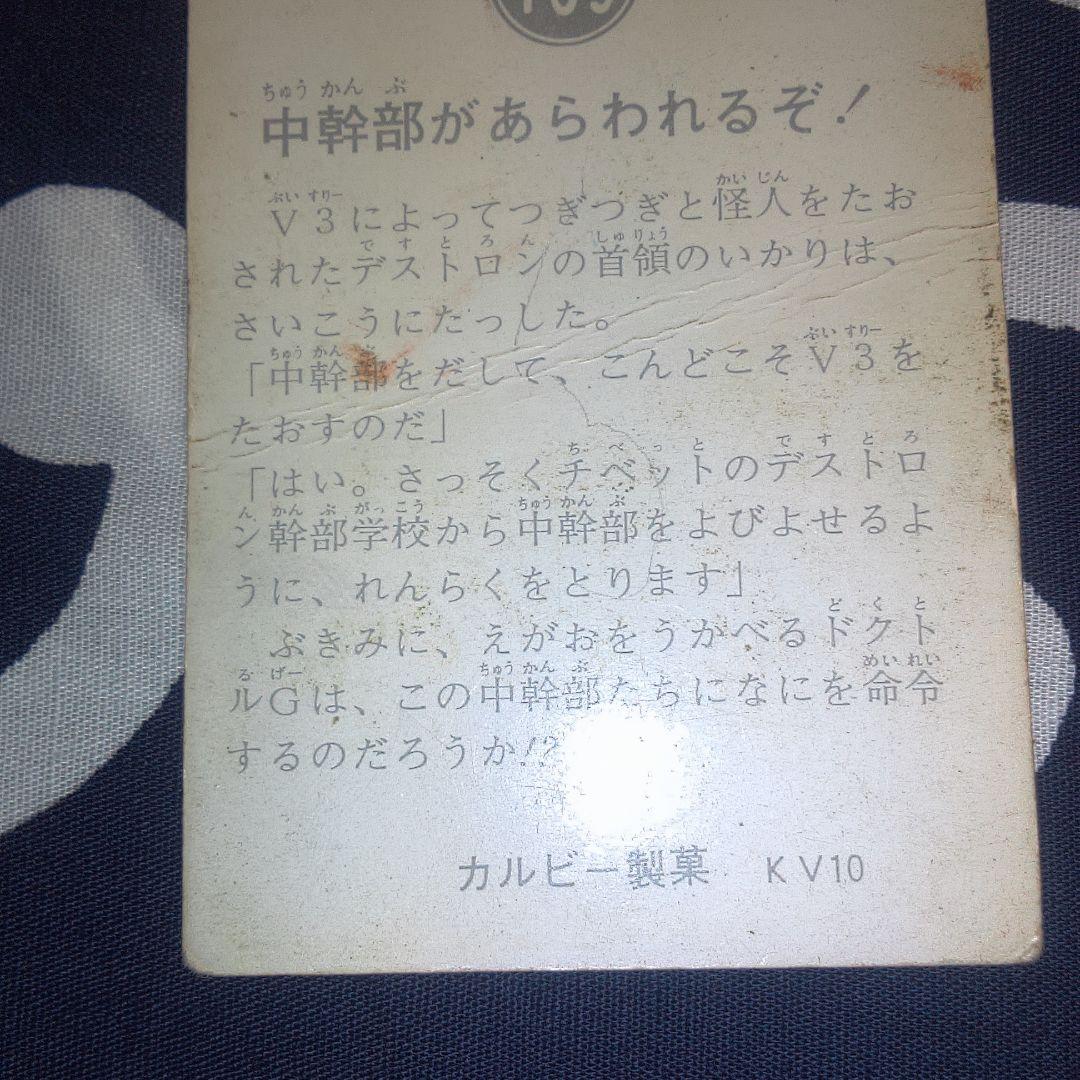 中幹部があらわれるぞ!
V3によってつぎつぎと怪人をたお
されたデストロンの首領のいかりは、
さいこうにたっした。
「中幹部をだして、こんどこそV3を
たおすのだ」
「はい。さっそくチベットのデストロ
ン幹部学校から中幹部をよびよせるよ
うに、れんらくをとります」
ぶきみに、えがおをうかべるドクト
ルGは、この中幹部たちになにを命令
するのだろうか!?
カルビー製菓 KV10